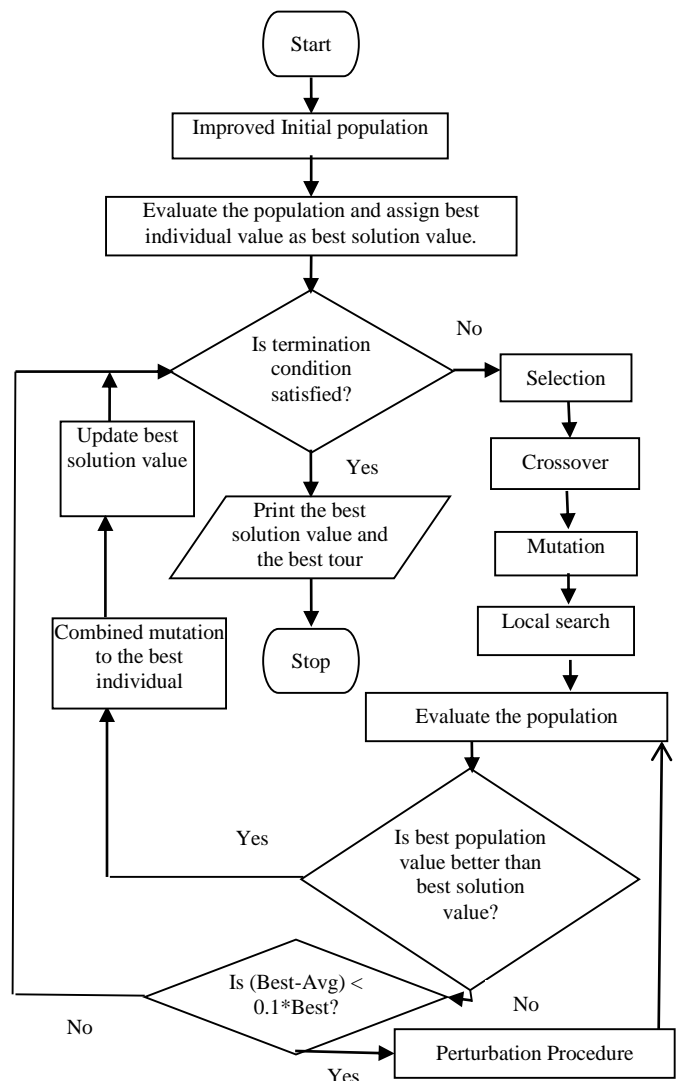 Start
Improved Initial population
Evaluate the population and assign best
individual value as best solution value.
No
Is termination
condition
satisfied?
Selection
Update best
solution value
Yes
Crossover
Print the best
solution value and
the best tour
Mutation
Local search
Combined mutation
to the best
individual
Stop
Evaluate the population
Yes
Is best population
value better than
best solution
value?
Is (Best-Avg) <
0.1*Best?
No
No
Perturbation Procedure
Yes